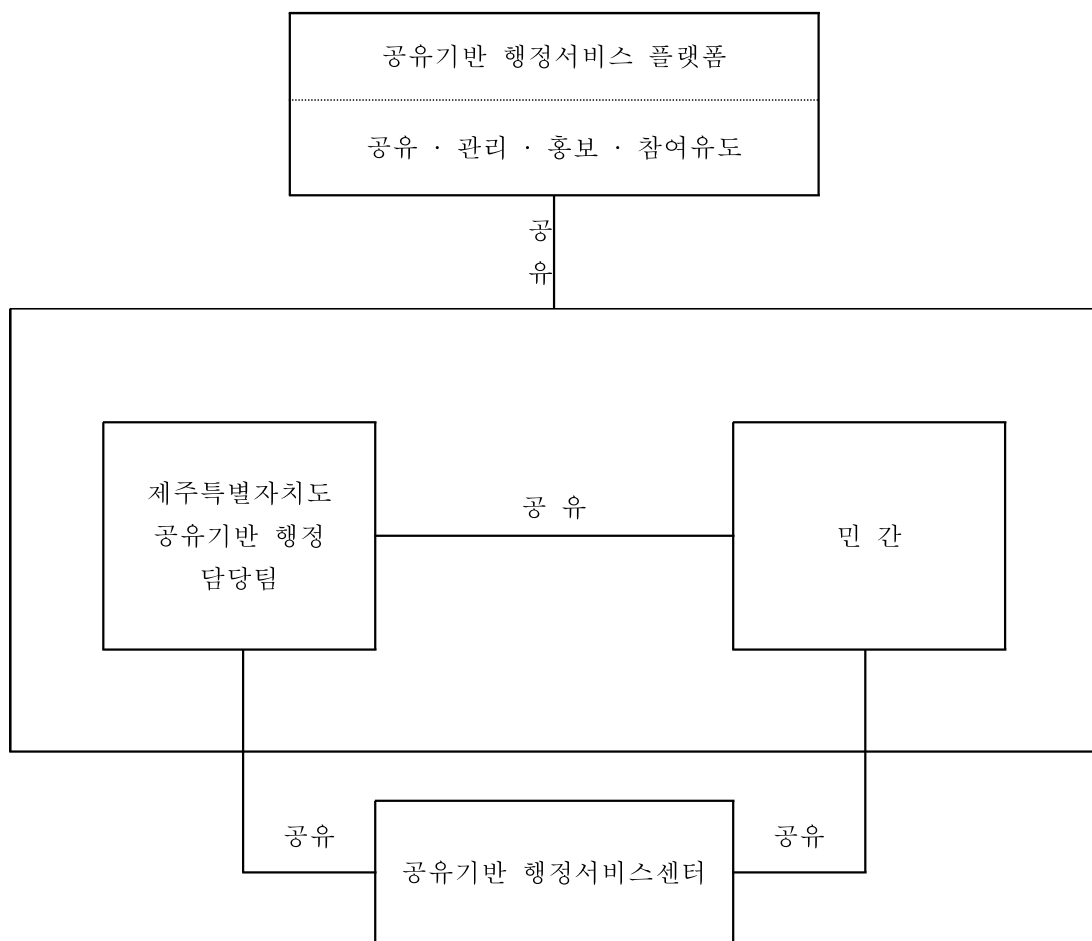 공유기반 행정서비스 플랫폼
공유 · 관리 · 홍보 · 참여유도
공
유
제주특별자치도
공유기반 행정
담당팀
공 유
민 간
공유
공유
공유기반 행정서비스센터